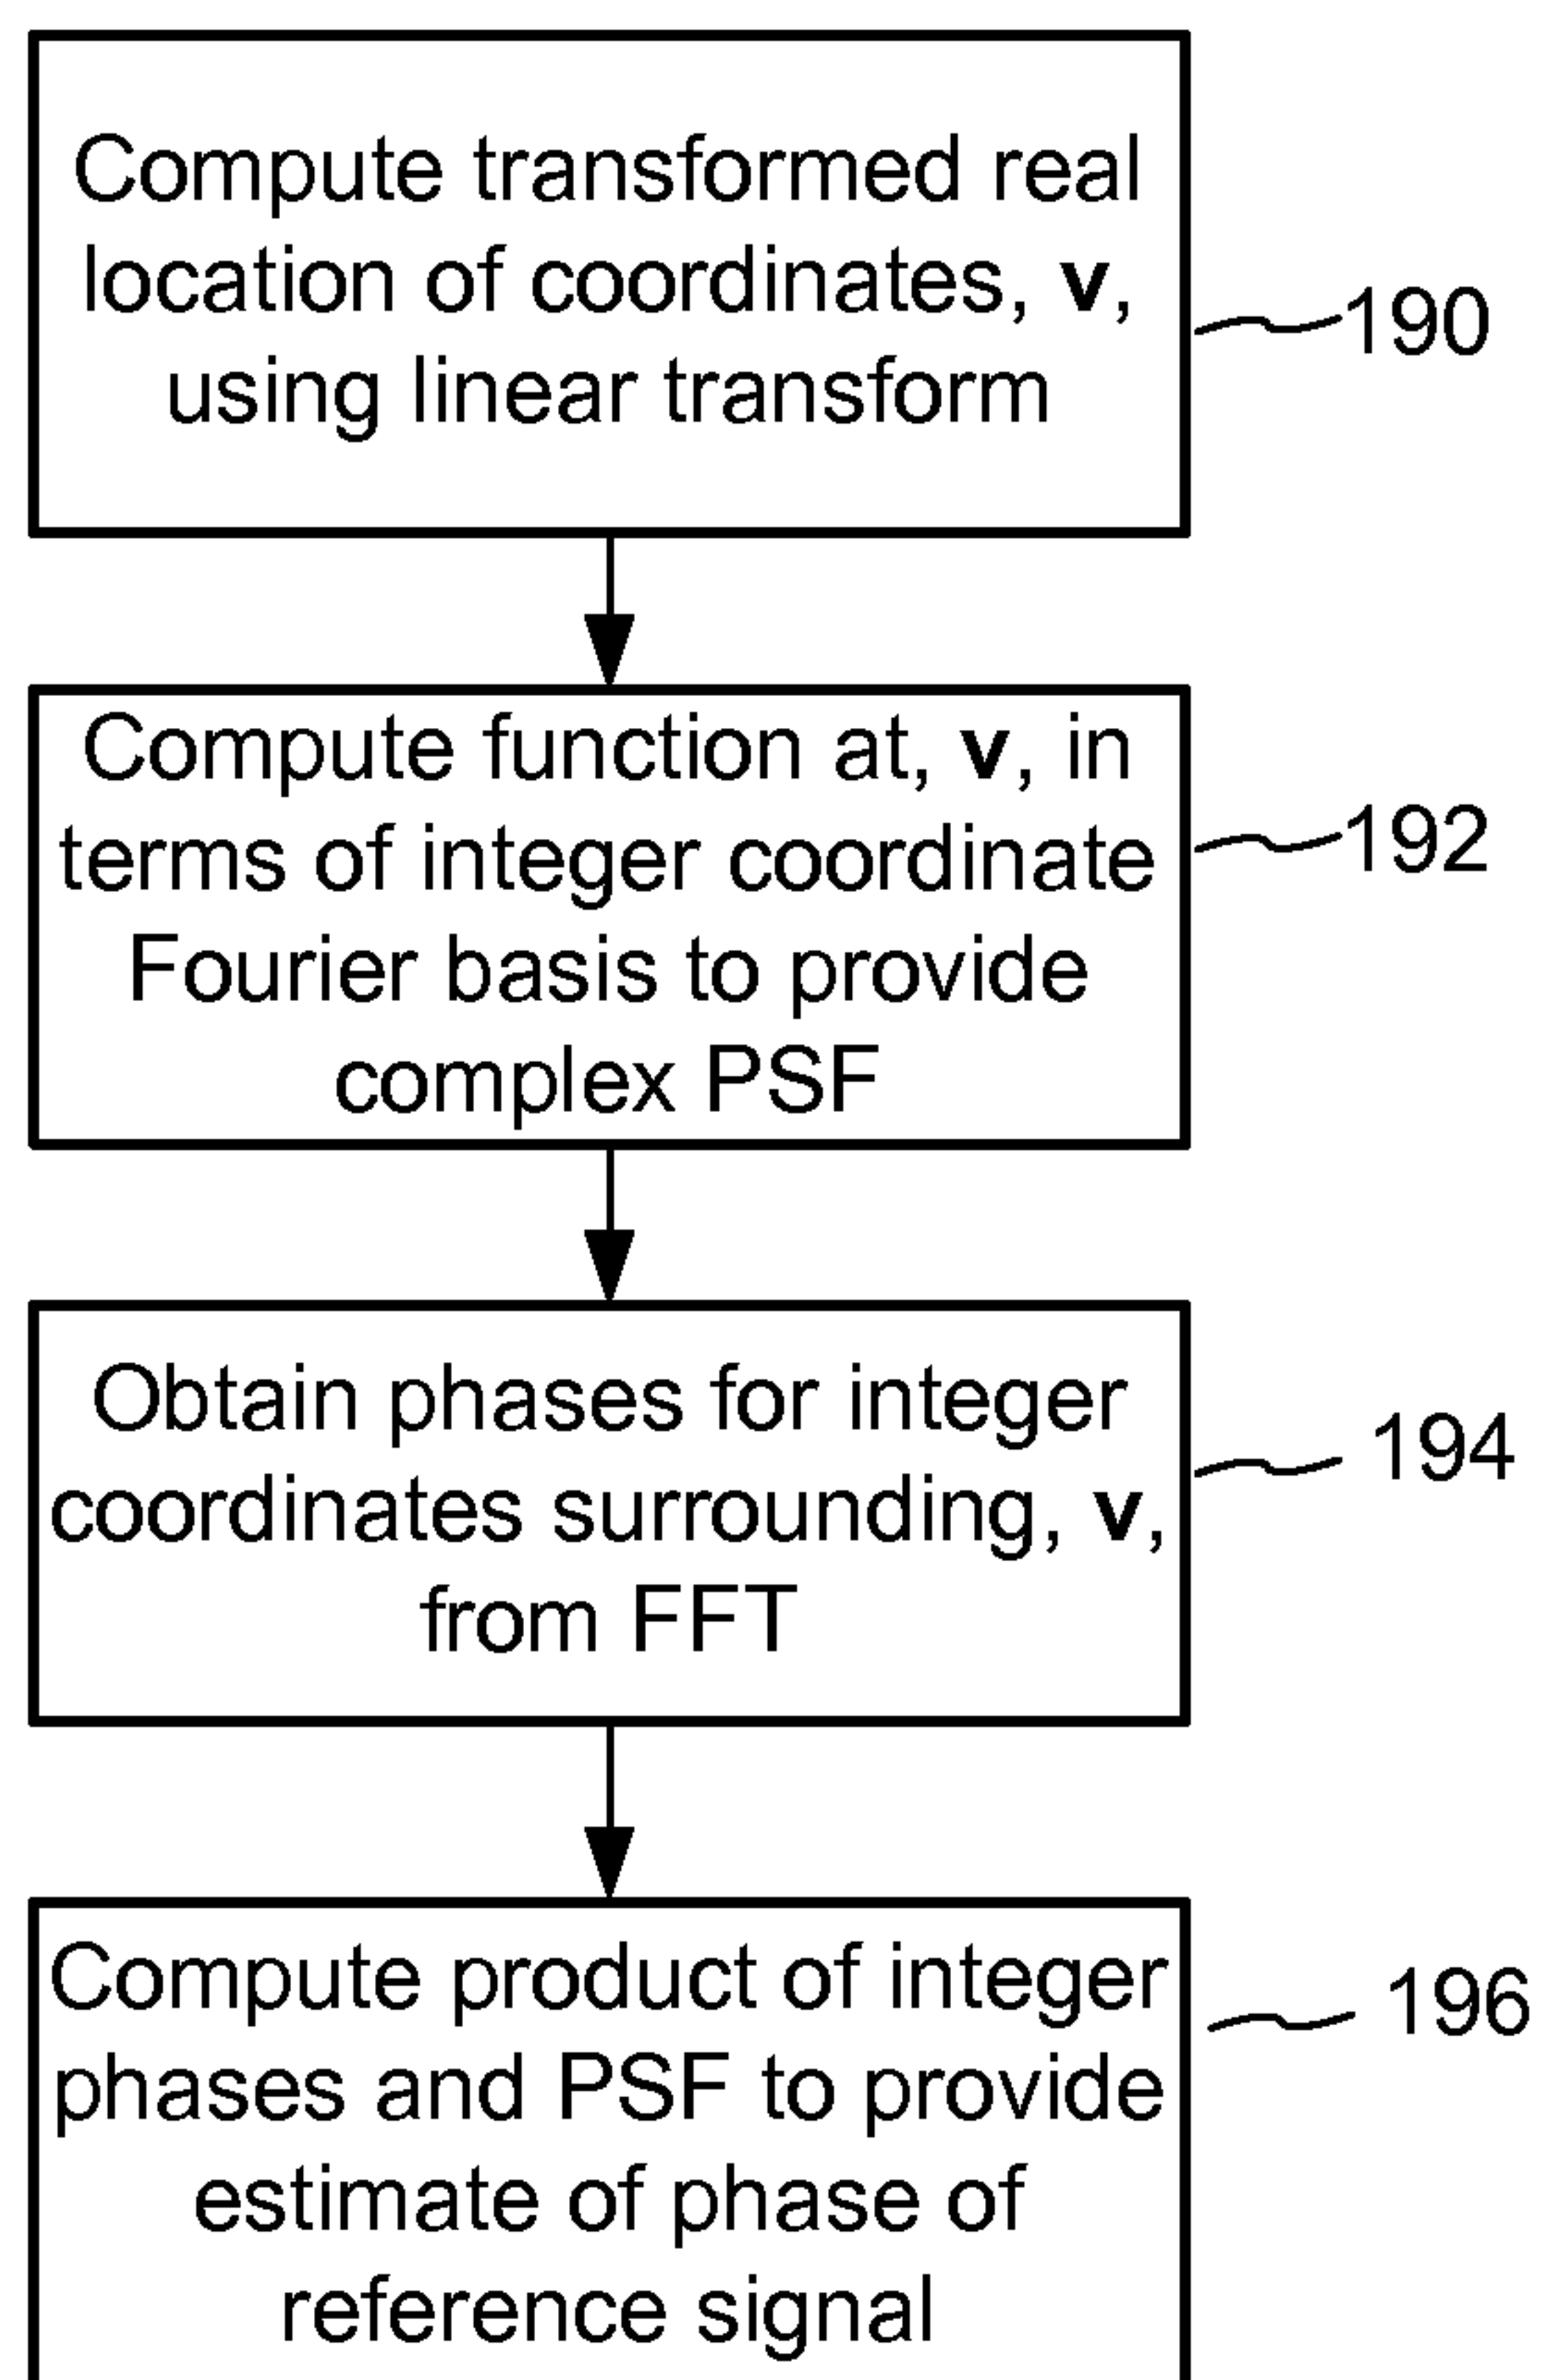 Compute transformed real
location of coordinates, v,
using linear transform
190
Compute function at, v, in
terms of integer coordinate
Fourier basis to provide
complex PSF
192
Obtain phases for integer
coordinates surrounding, v,
from FFT
194
Compute product of integer
phases and PSF to provide
estimate of phase of
reference signal
196